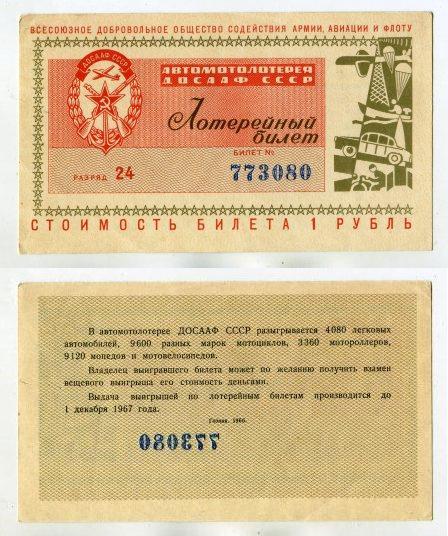 ВСЕСОЮЗНОЕ ДОБРОВОЛЬНОЕ ОБЩЕСТВО СОДЕЙСТВИЯ АРМИИ, АВИАЦИИ И ФЛОТУ
ДОСААФ СССР
АВТОМОТОЛОТЕРЕЯ
ДОСААФ СССР
Лотерейный
билет
БИЛЕТ №
РАЗРЯД 24
773080
СТОИМОСТЬ БИЛЕТА 1 РУБЛЬ
В автомотолотерее ДОСААФ СССР разыгрывается 4080 легковых
автомобилей, 9600 разных марок мотоциклов, 3360 мотороллеров,
9120 мопедов и мотовелосипедов.
Владелец выигравшего билета может по желанию получить взамен
вещевого выигрыша его стоимость деньгами.
Выдача выигрышей по лотерейным билетам производится до
1 декабря 1967 года.
Гознак. 1966.
773080